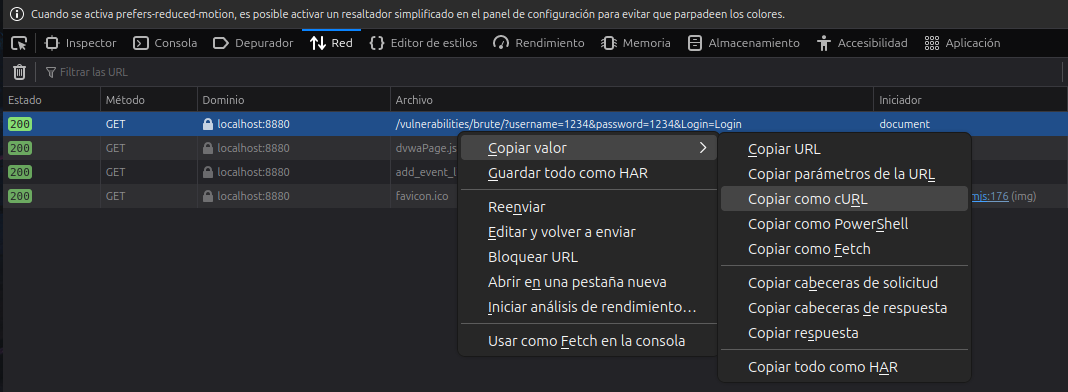 Cuando se activa prefers-reduced-motion, es posible activar un resaltador simplificado en el panel de configuración para evitar que parpadeen los colores.
Inspector Consola Depurador Red Editor de estilos Rendimiento Memoria Almacenamiento Accesibilidad Aplicación
Filtrar las URL
Estado Método Dominio Archivo Iniciador
200 GET localhost:8880 /vulnerabilities/brute/?username=1234&password=1234&Login=Login document
200 GET localhost:8880 dvwaPage.js
200 GET localhost:8880 add_event_l
200 GET localhost:8880 favicon.ico mjs:176 (img)
Copiar valor
Guardar todo como HAR
Reenviar
Editar y volver a enviar
Bloquear URL
Abrir en una pestaña nueva
Iniciar análisis de rendimiento…
Usar como Fetch en la consola
Copiar URL
Copiar parámetros de la URL
Copiar como cURL
Copiar como PowerShell
Copiar como Fetch
Copiar cabeceras de solicitud
Copiar cabeceras de respuesta
Copiar respuesta
Copiar todo como HAR